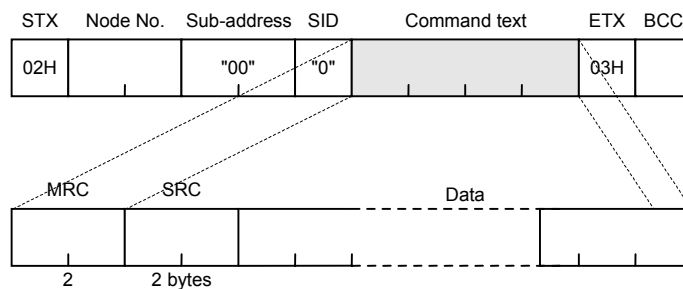 STX Node No. Sub-address SID Command text ETX BCC
02H "00" "0" 03H
MRC SRC Data
2 2 bytes